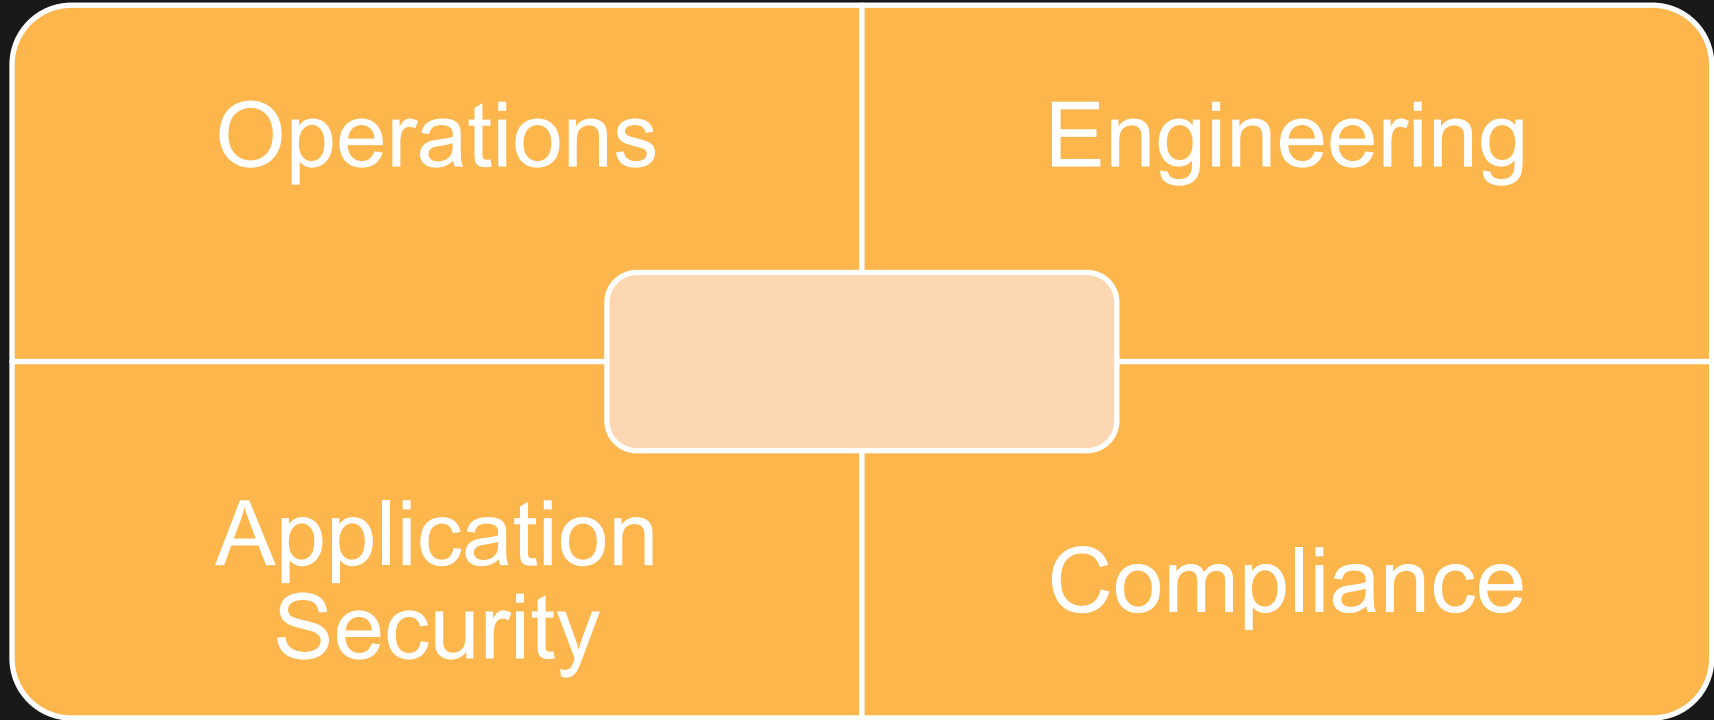 Operations
Engineering
Application
Security
Compliance